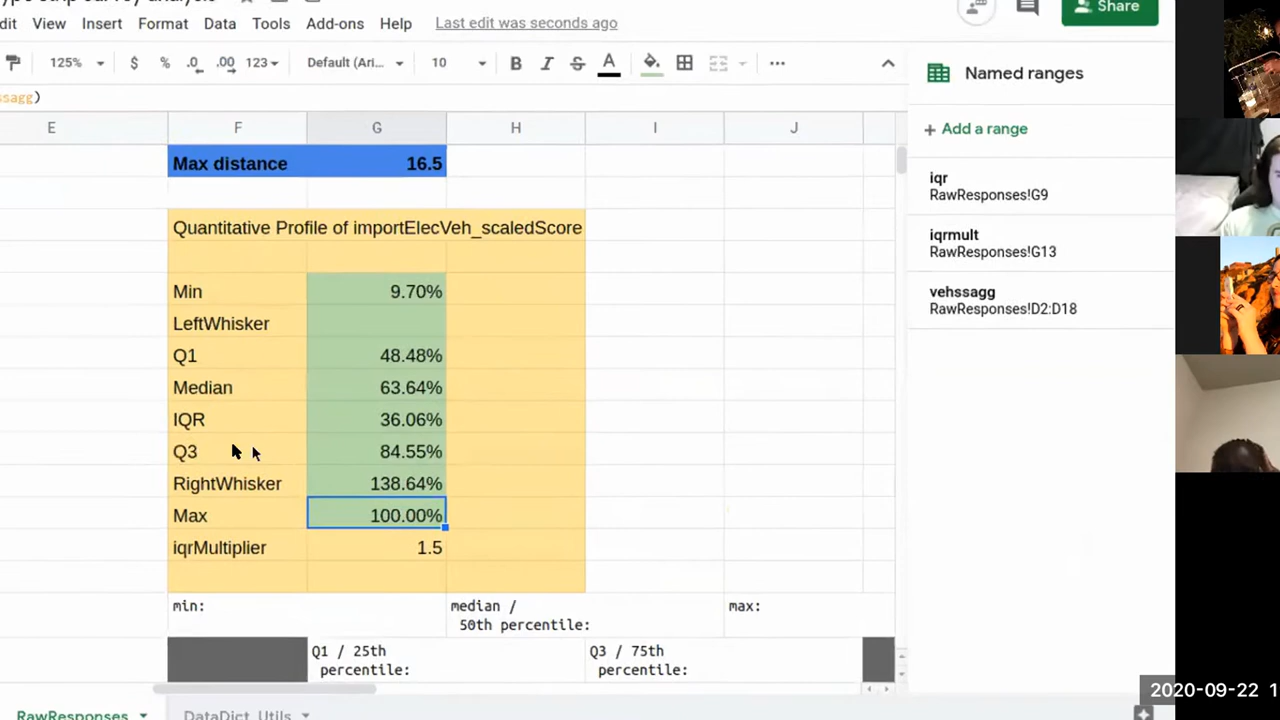 View Insert Format Data Tools Add-ons Help Last edit was seconds ago
Share
125% $ % .0 .00 123 Default (Ari... 10 B I S A
Named ranges
ssagg)
E F G H I J
+ Add a range
Max distance 16.5
iqr
RawResponses!G9
Quantitative Profile of importElecVeh_scaledScore
iqrmult
RawResponses!G13
Min 9.70%
vehssagg
RawResponses!D2:D18
LeftWhisker
Q1 48.48%
Median 63.64%
IQR 36.06%
Q3 84.55%
RightWhisker 138.64%
Max 100.00%
iqrMultiplier 1.5
min: median / max:
50th percentile:
Q1 / 25th Q3 / 75th
percentile: percentile:
2020-09-22 1
RawResponses DataDict_Utils